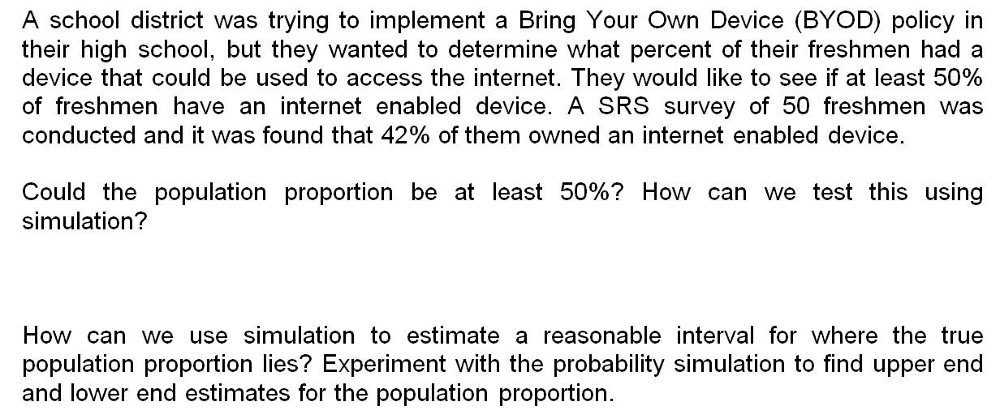 A school district was trying to implement a Bring Your Own Device (BYOD) policy in
their high school, but they wanted to determine what percent of their freshmen had a
device that could be used to access the internet. They would like to see if at least 50%
of freshmen have an internet enabled device. A SRS survey of 50 freshmen was
conducted and it was found that 42% of them owned an internet enabled device.
Could the population proportion be at least 50%? How can we test this using
simulation?
How can we use simulation to estimate a reasonable interval for where the true
population proportion lies? Experiment with the probability simulation to find upper end
and lower end estimates for the population proportion.